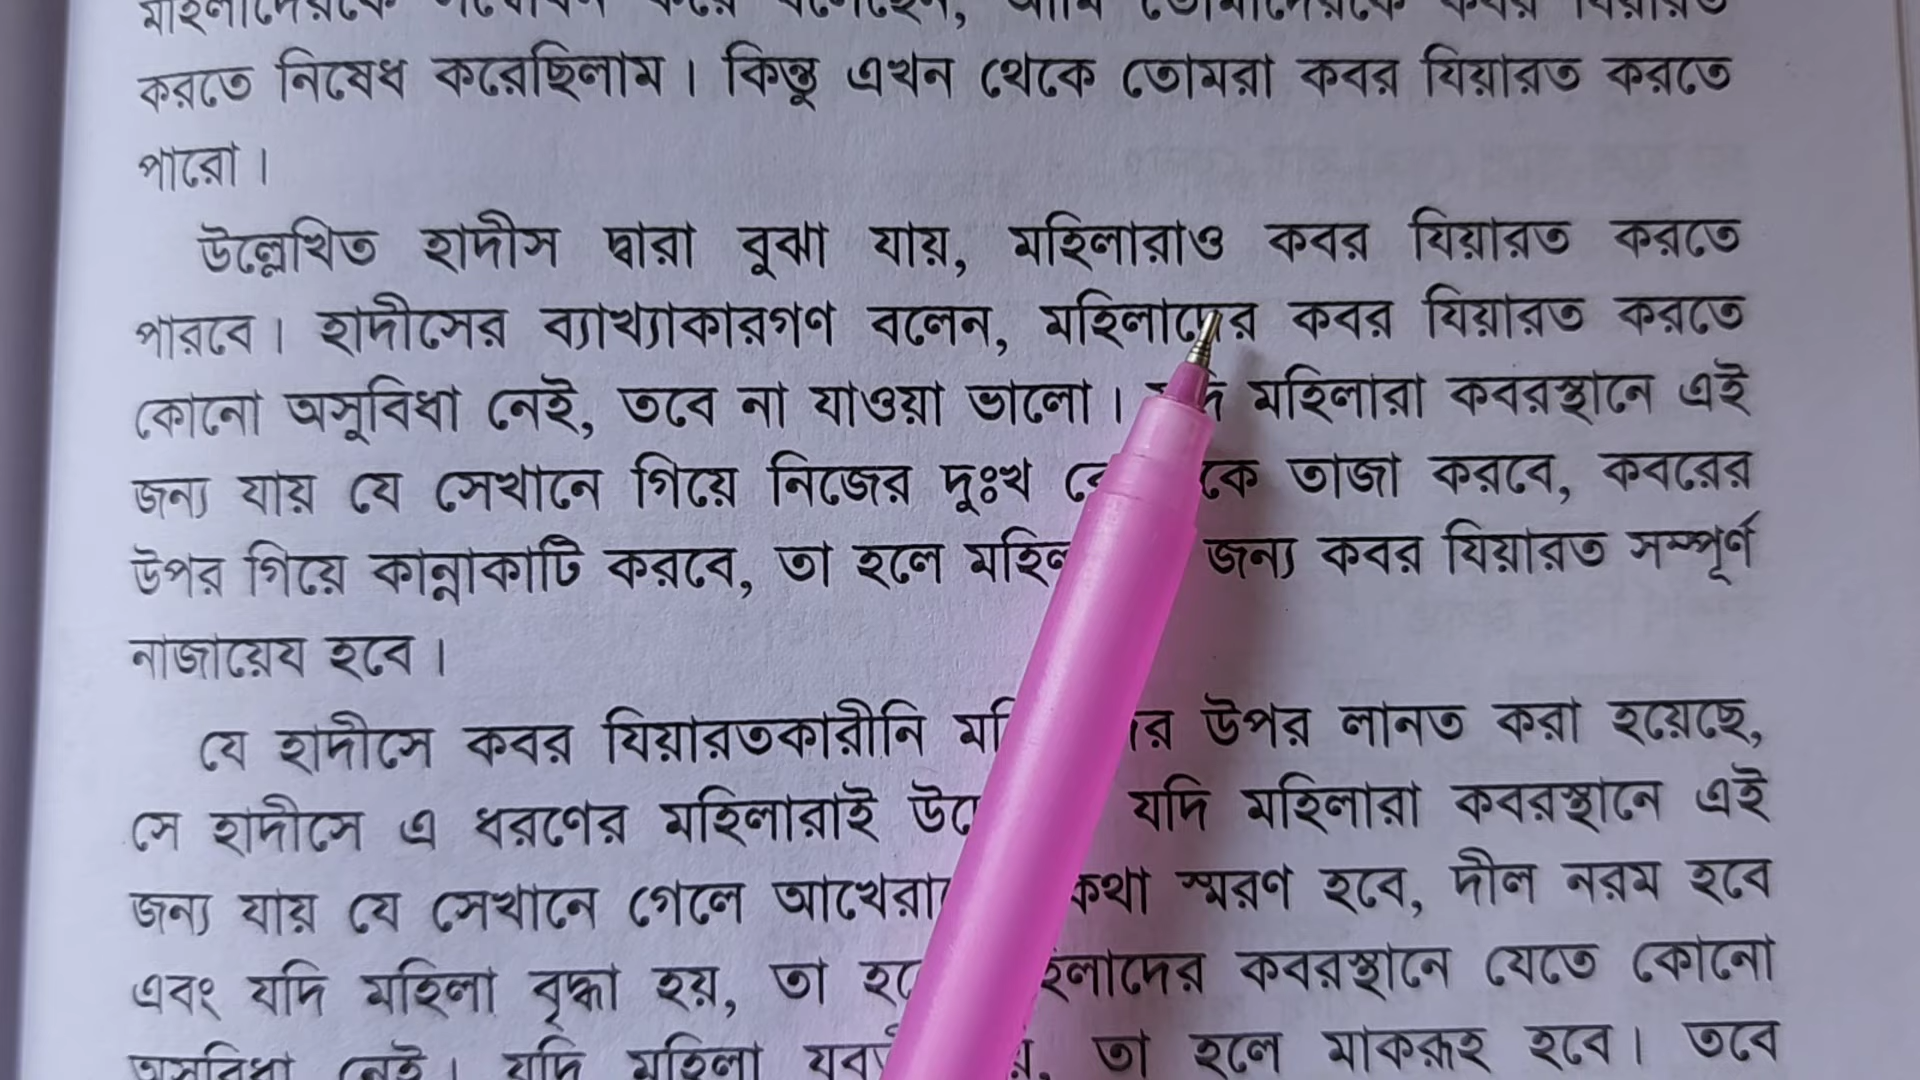 করতে নিষেধ করেছিলাম। কিন্তু এখন থেকে তোমরা কবর যিয়ারত করতে
পারো।
উল্লেখিত হাদীস দ্বারা বুঝা যায়, মহিলারাও কবর যিয়ারত করতে
পারবে। হাদীসের ব্যাখ্যাকারগণ বলেন, মহিলাদের কবর যিয়ারত করতে
কোনো অসুবিধা নেই, তবে না যাওয়া ভালো। মহিলারা কবরস্থানে এই
জন্য যায় যে সেখানে গিয়ে নিজের দুঃখ তাজা করবে, কবরের
উপর গিয়ে কান্নাকাটি করবে, তা হলে জন্য কবর যিয়ারত সম্পূর্ণ
নাজায়েয হবে।
যে হাদীসে কবর যিয়ারতকারীনি উপর লানত করা হয়েছে,
সে হাদীসে এ ধরণের মহিলারাই যদি মহিলারা কবরস্থানে এই
জন্য যায় যে সেখানে গেলে কথা স্মরণ হবে, দীল নরম হবে
এবং যদি মহিলা বৃদ্ধা হয়, তা মহিলাদের কবরস্থানে যেতে কোনো
অসুবিধা নেই। যদি মহিলা তা হলে মাকরূহ হবে। তবে